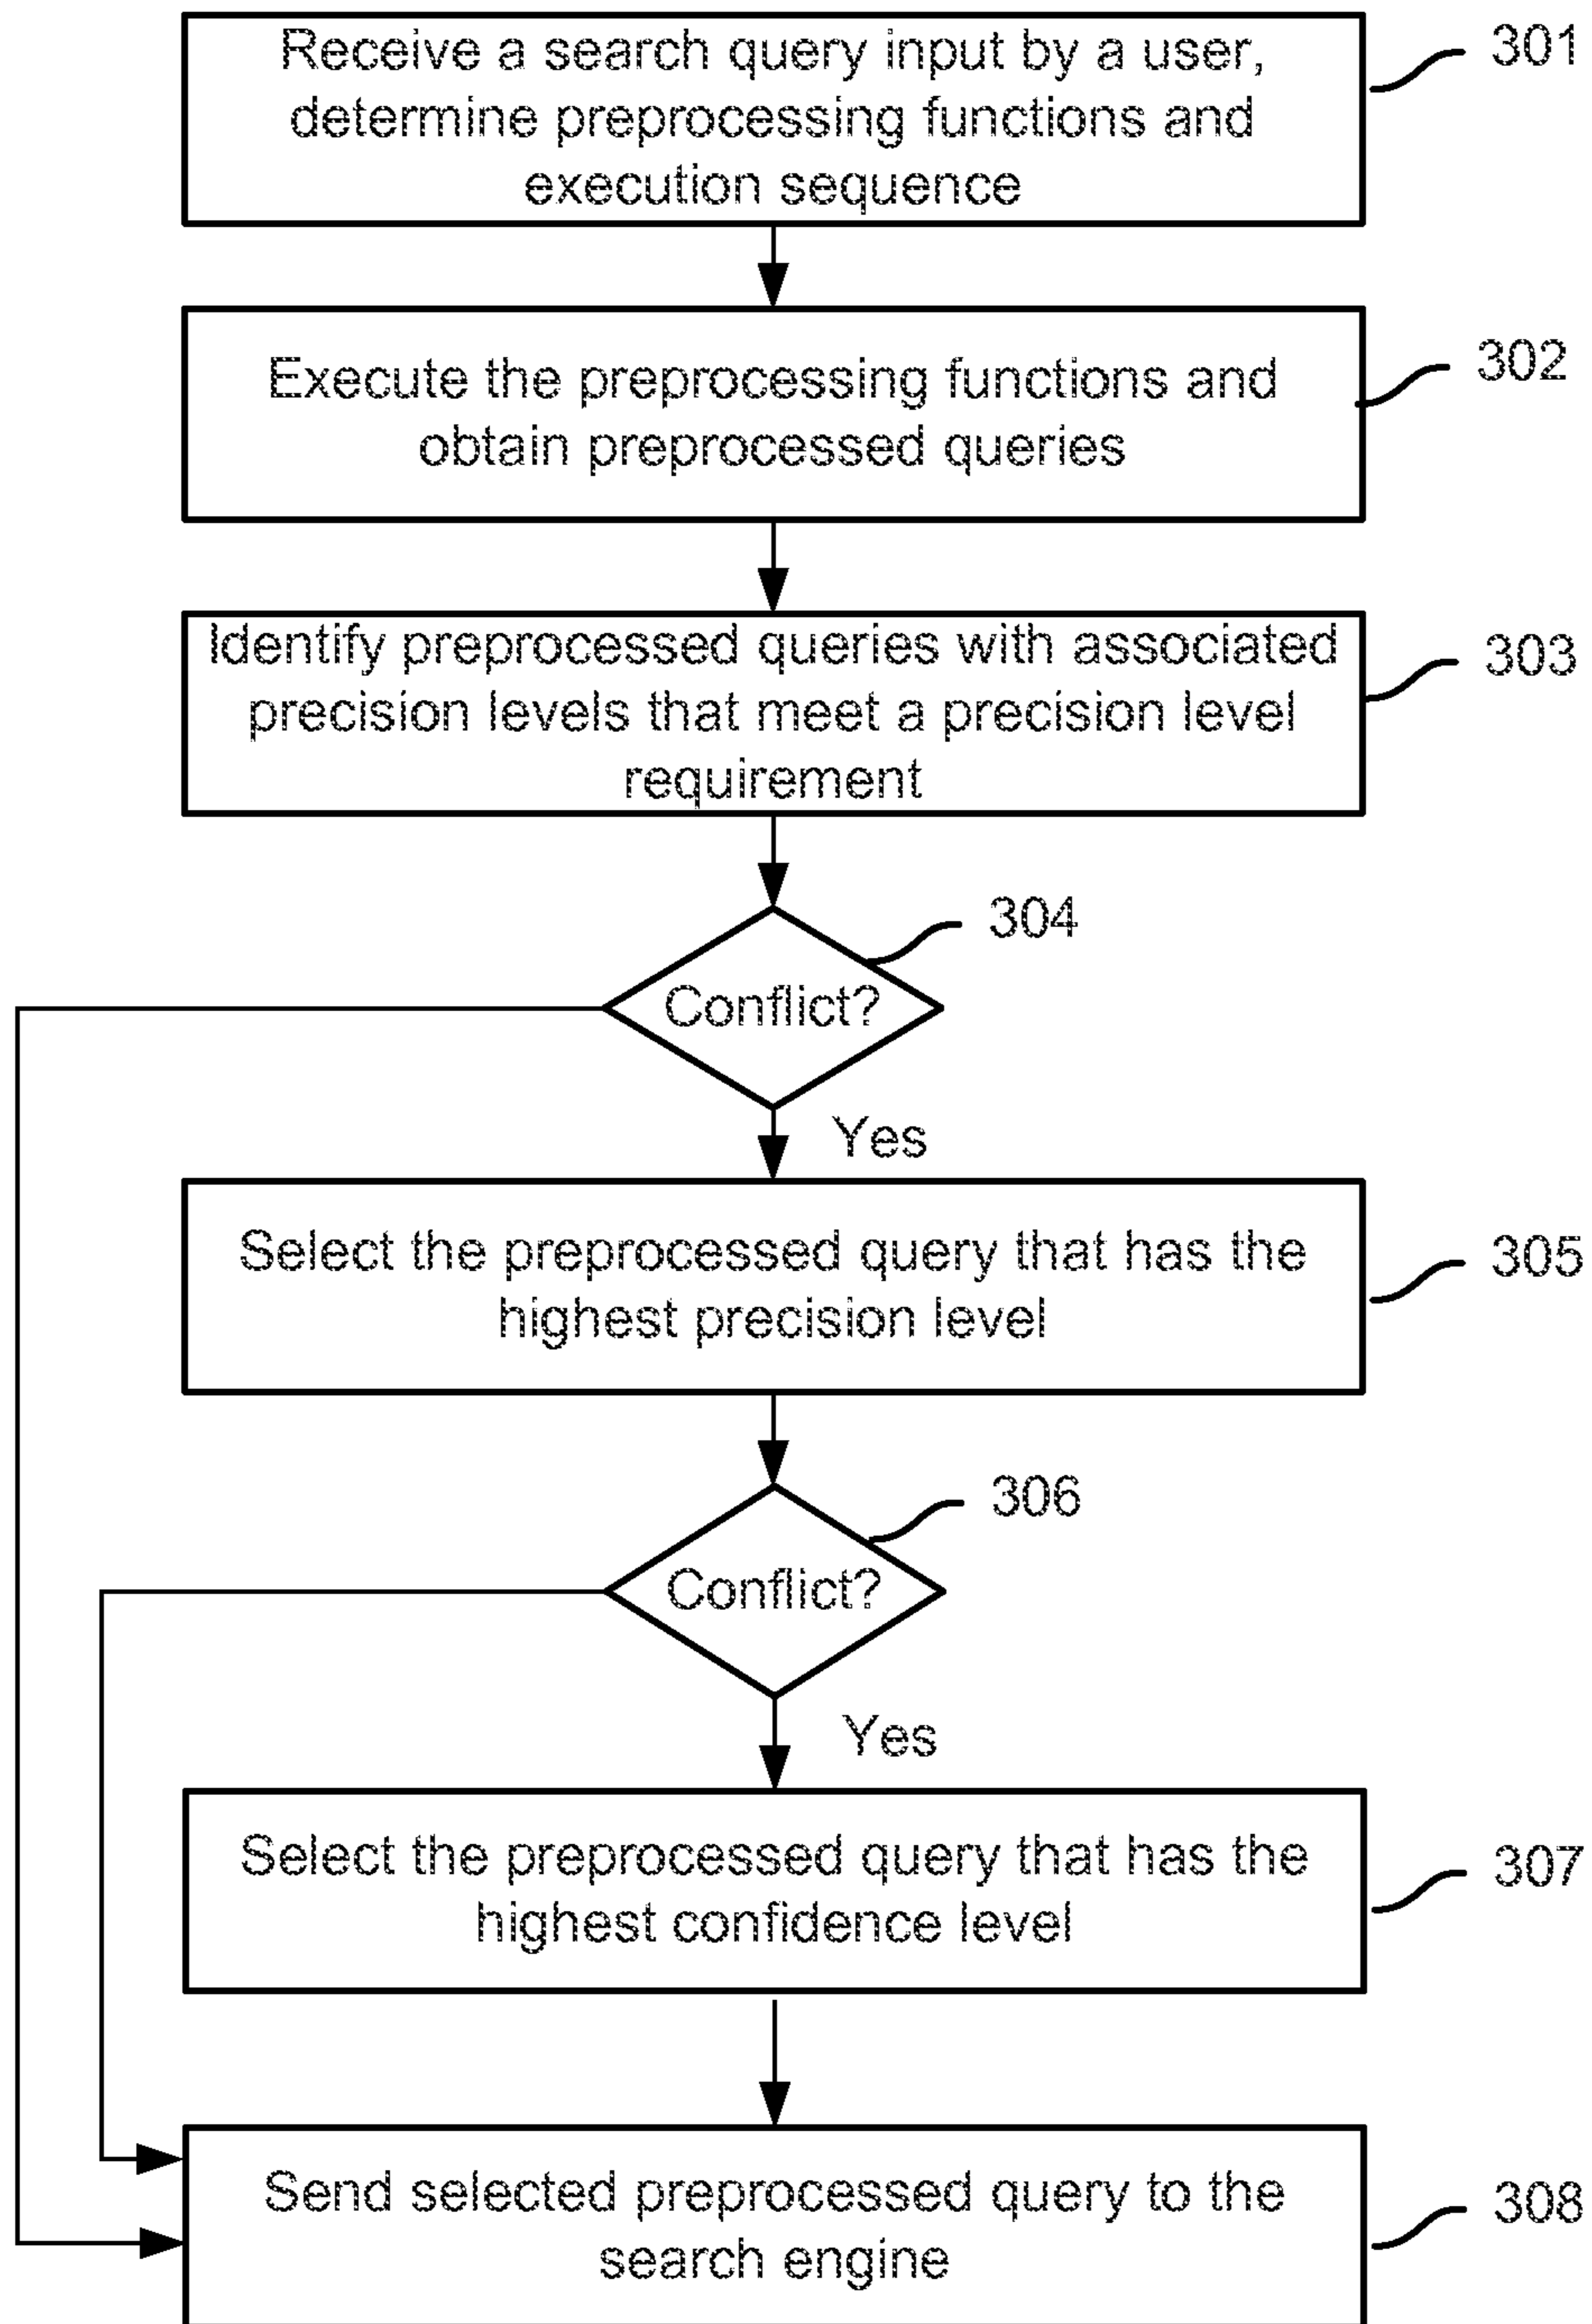 Receive a search query input by a user,
determine preprocessing functions and
execution sequence
301
Execute the preprocessing functions and
obtain preprocessed queries
302
Identify preprocessed queries with associated
precision levels that meet a precision level
requirement
303
304
Conflict?
Yes
Select the preprocessed query that has the
highest precision level
305
306
Conflict?
Yes
Select the preprocessed query that has the
highest confidence level
307
Send selected preprocessed query to the
search engine
308